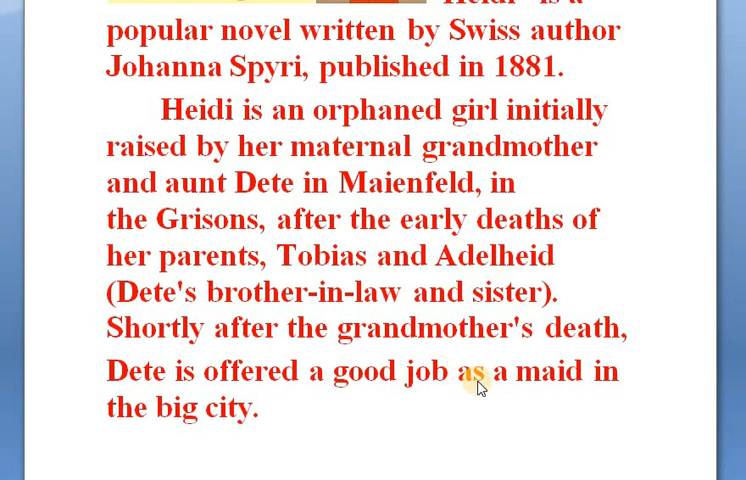 "Heidi" is a
popular novel written by Swiss author
Johanna Spyri, published in 1881.
Heidi is an orphaned girl initially
raised by her maternal grandmother
and aunt Dete in Maienfeld, in
the Grisons, after the early deaths of
her parents, Tobias and Adelheid
(Dete's brother-in-law and sister).
Shortly after the grandmother's death,
Dete is offered a good job as a maid in
the big city.